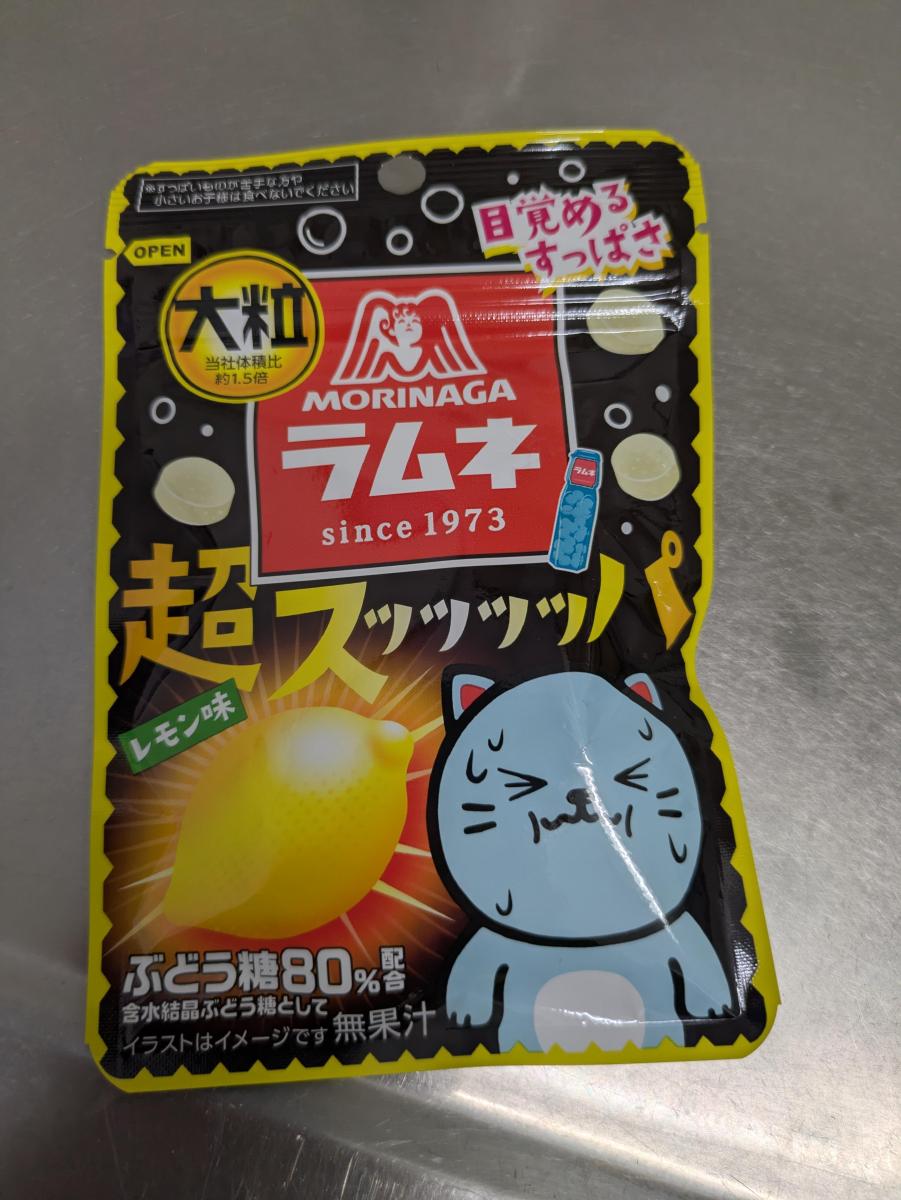 ※すっぱいものが苦手な方や
小さいお子様は食べないでください
OPEN
目覚める
すっぱさ
大粒
当社体積比
約1.5倍
MORINAGA
ラムネ
since 1973
ラムネ
超スッッッッパ
レモン味
ぶどう糖80%配合
含水結晶ぶどう糖として
イラストはイメージです 無果汁